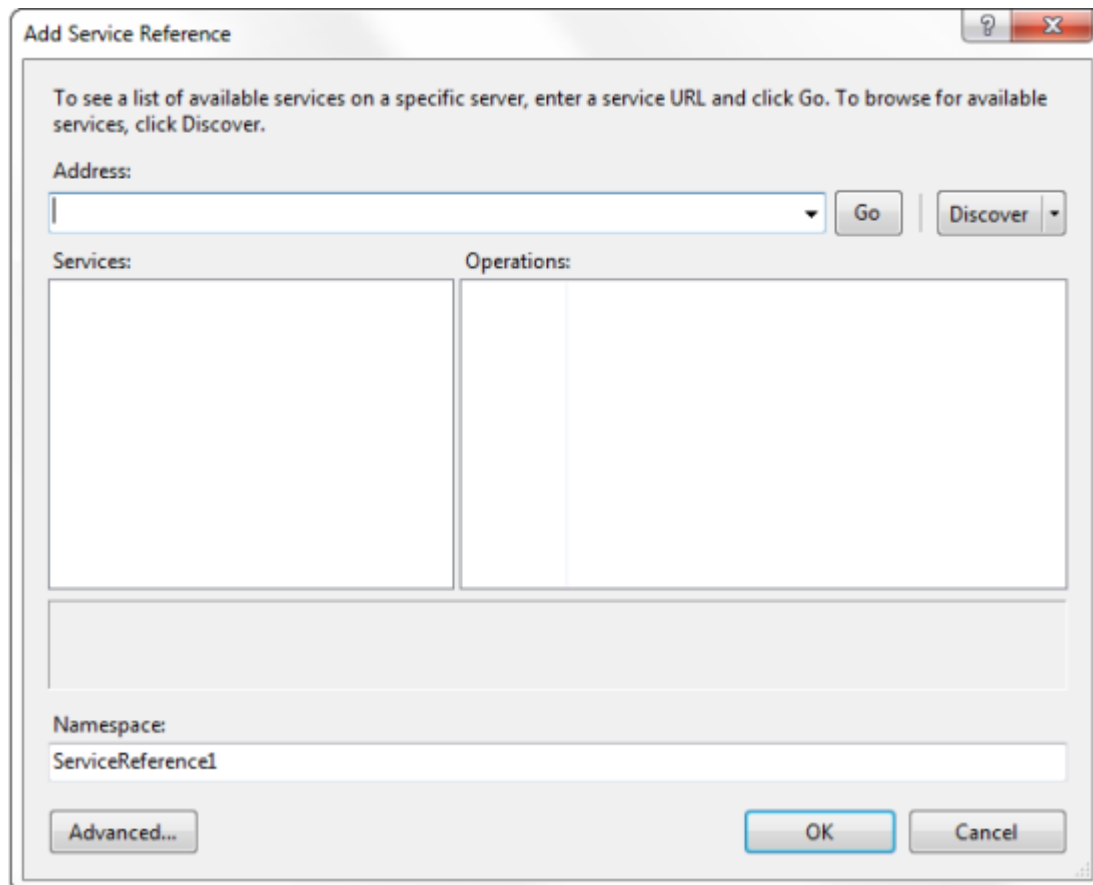 Add Service Reference
To see a list of available services on a specific server, enter a service URL and click Go. To browse for available
services, click Discover.
Address:
Go
Discover
Services:
Operations:
Namespace:
ServiceReference1
Advanced...
OK
Cancel